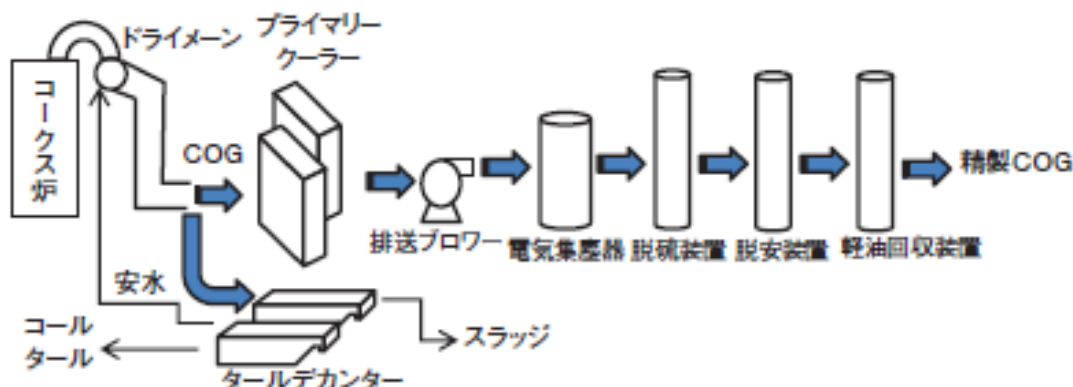 ドライメーン
プライマリー
クーラー
コークス炉
COG
精製COG
排送ブロワー
電気集塵器
脱硫装置
脱安装置
軽油回収装置
安水
コール
タール
スラッジ
タールデカンター